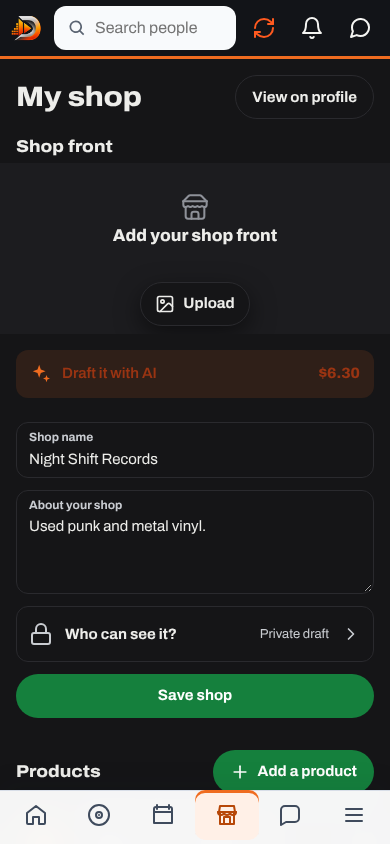 Search people
My shop
View on profile
Shop front
Add your shop front
Upload
Draft it with AI
$6.30
Shop name
Night Shift Records
About your shop
Used punk and metal vinyl.
Who can see it?
Private draft
Save shop
Products
Add a product